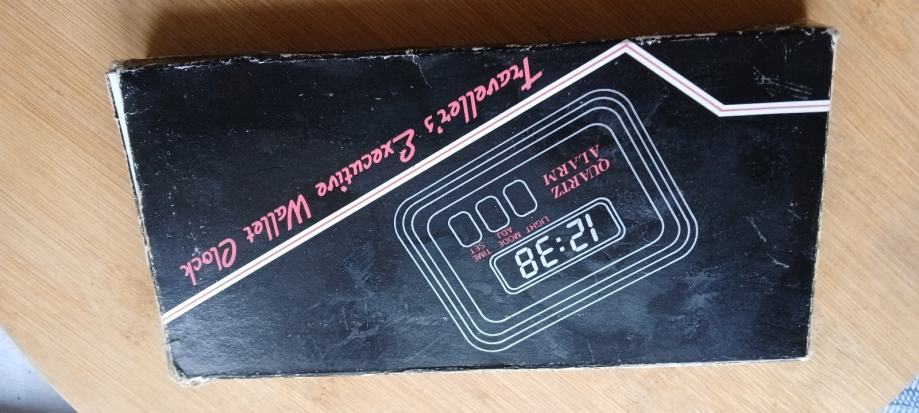 Traveller's Executive Wallet Clock
12:38
LIGHT MODE TIME
ADJ SET
QUARTZ
ALARM